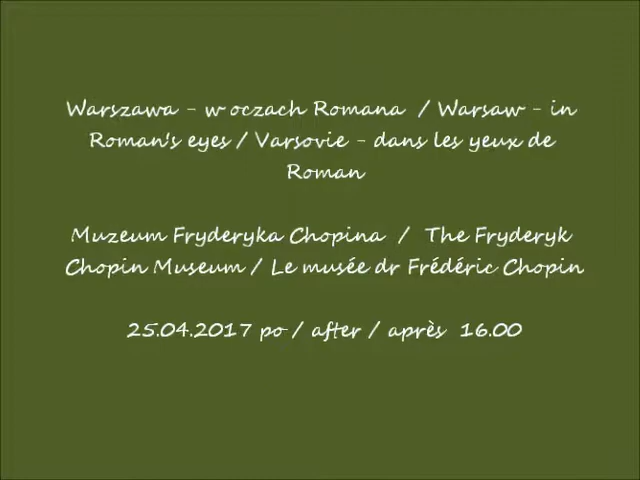 Warszawa - w oczach Romana / Warsaw - in
Roman's eyes / Varsovie - dans les yeux de
Roman
Muzeum Fryderyka Chopina / The Fryderyk
Chopin Museum / Le musée dr Frédéric Chopin
25.04.2017 po / after / après 16.00